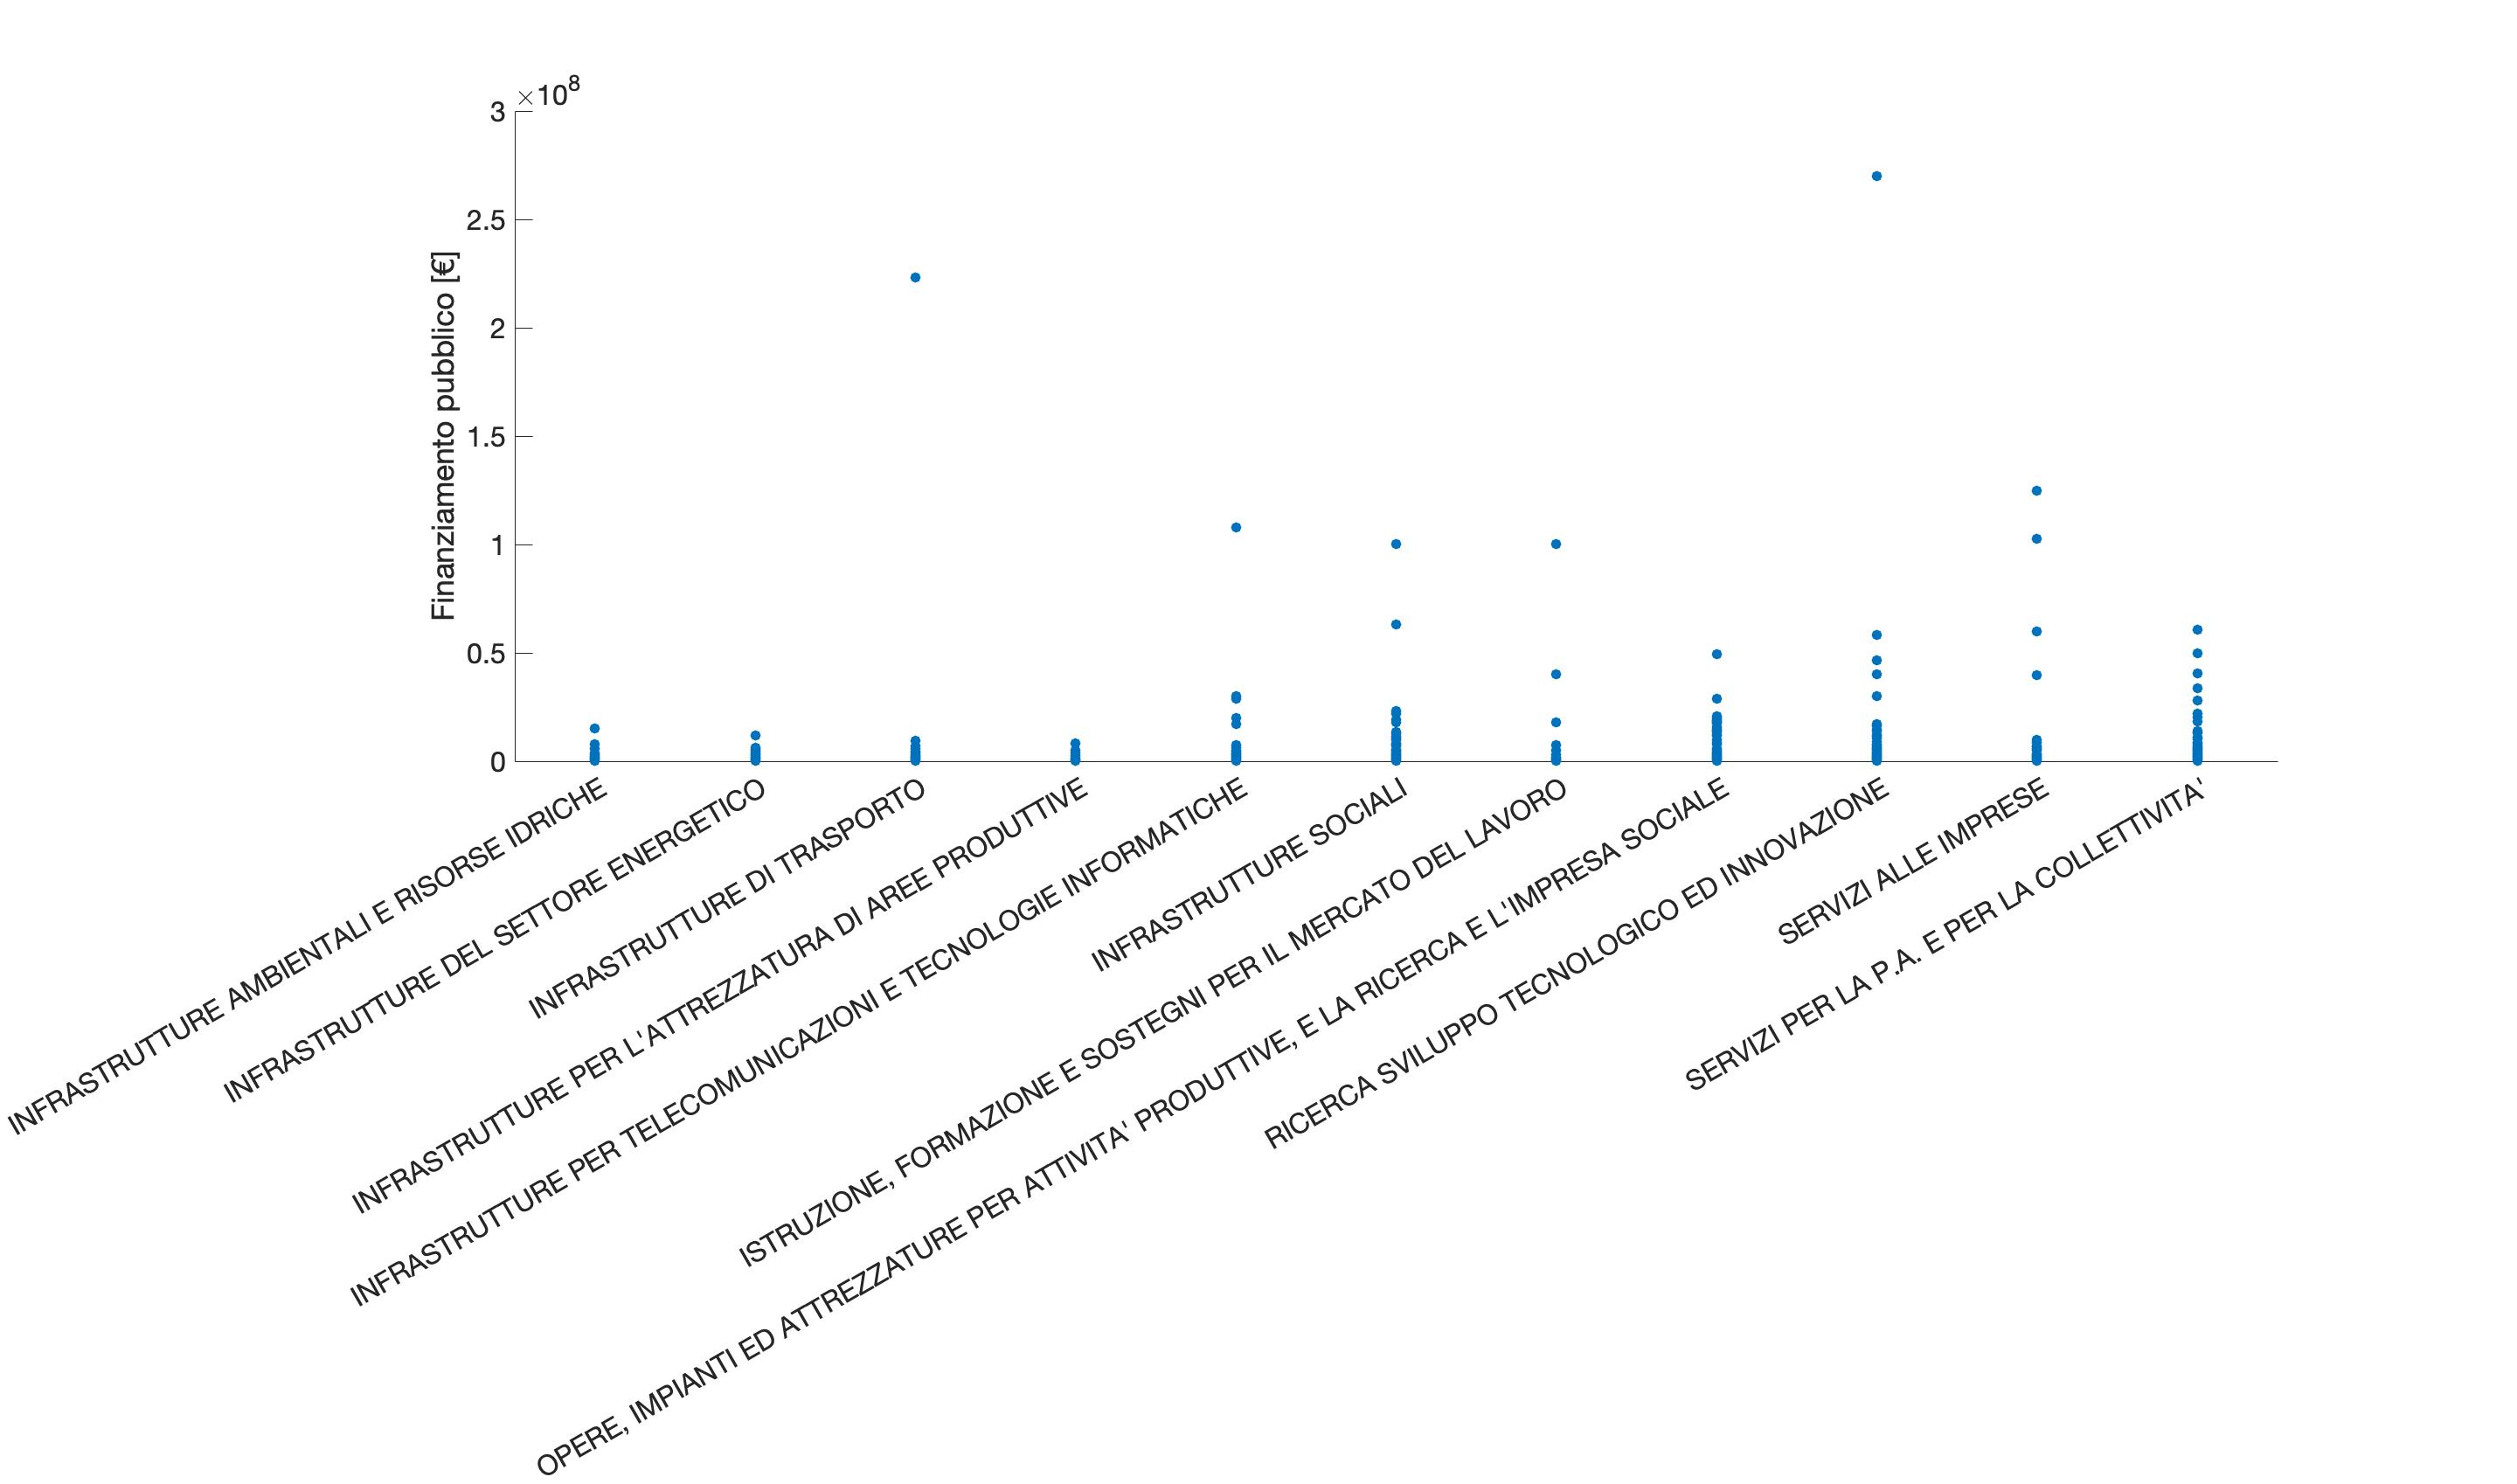 ×10⁸
3
2.5
2
1.5
1
0.5
0
Finanziamento pubblico [€]
INFRASTRUTTURE AMBIENTALI E RISORSE IDRICHE
INFRASTRUTTURE DEL SETTORE ENERGETICO
INFRASTRUTTURE DI TRASPORTO
INFRASTRUTTURE PER L'ATTREZZATURA DI AREE PRODUTTIVE
INFRASTRUTTURE PER TELECOMUNICAZIONI E TECNOLOGIE INFORMATICHE
INFRASTRUTTURE SOCIALI
ISTRUZIONE, FORMAZIONE E SOSTEGNI PER IL MERCATO DEL LAVORO
OPERE, IMPIANTI ED ATTREZZATURE PER ATTIVITA' PRODUTTIVE, E LA RICERCA E L'IMPRESA SOCIALE
RICERCA SVILUPPO TECNOLOGICO ED INNOVAZIONE
SERVIZI ALLE IMPRESE
SERVIZI PER LA P.A. E PER LA COLLETTIVITA'